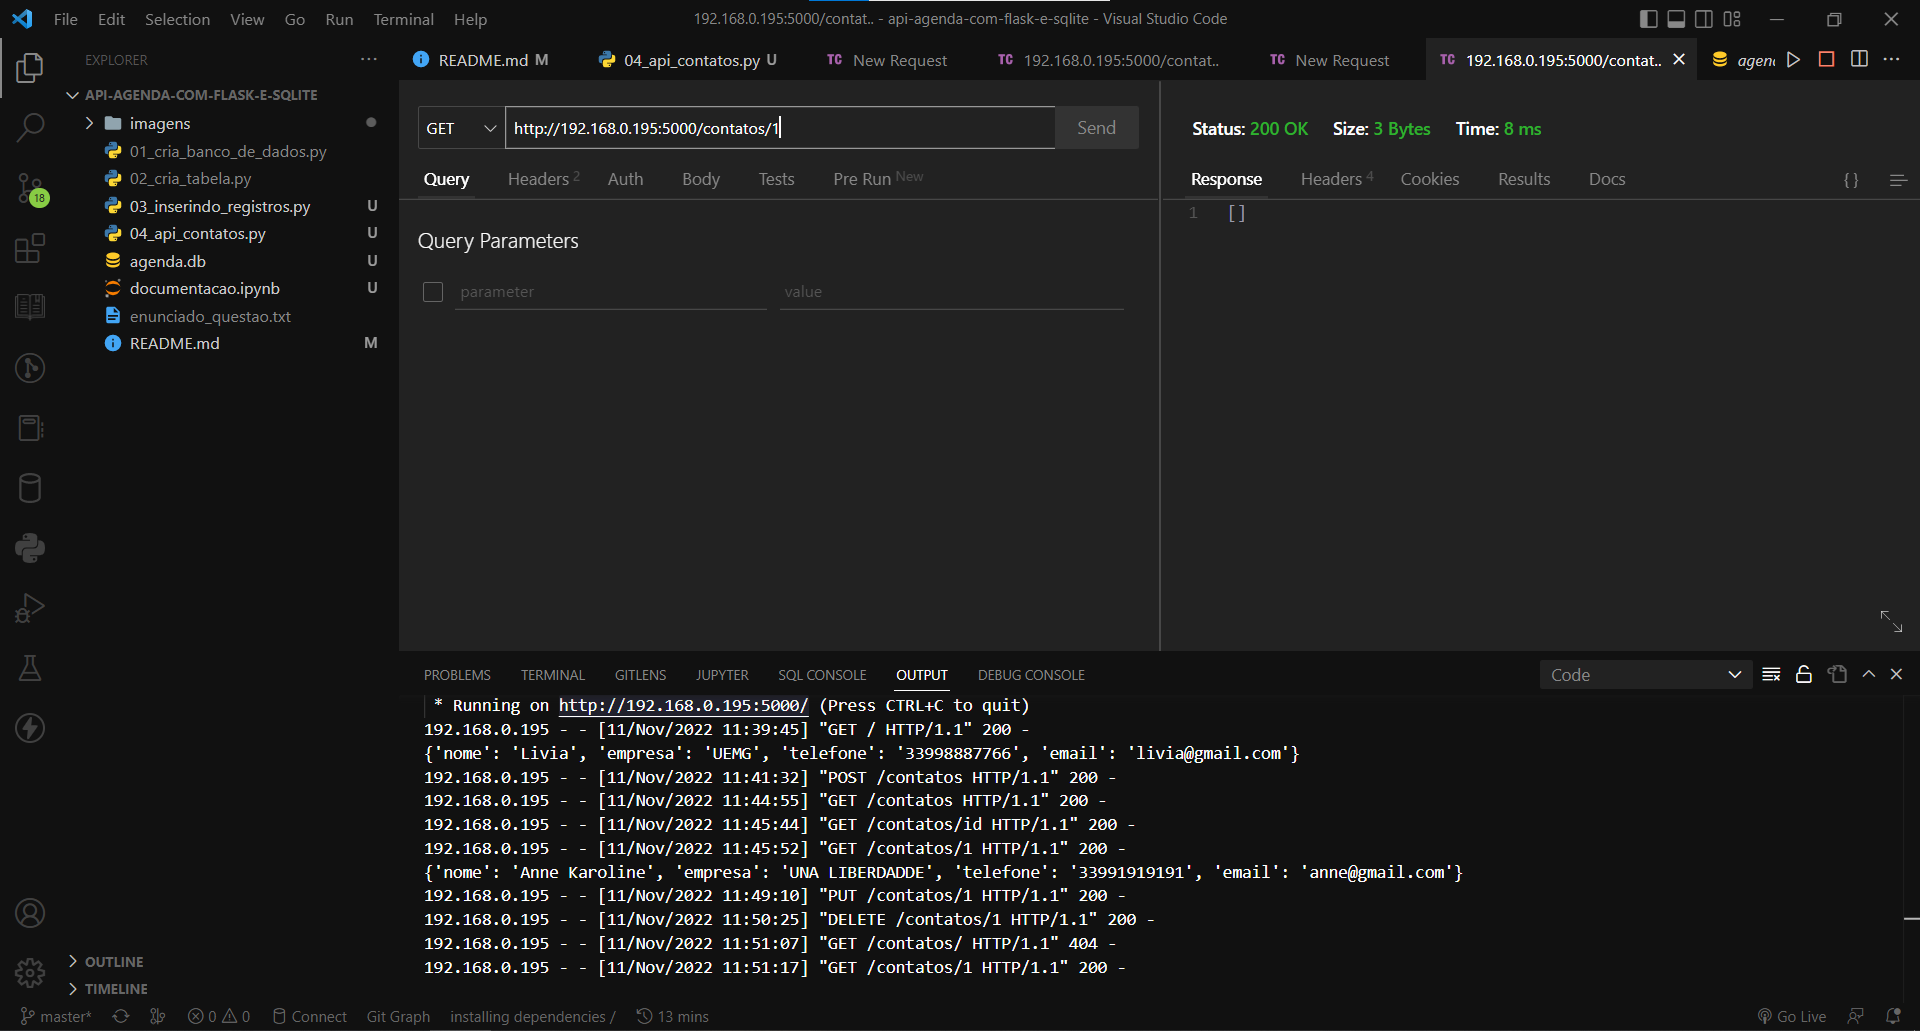 File Edit Selection View Go Run Terminal Help
192.168.0.195:5000/contat.. - api-agenda-com-flask-e-sqlite - Visual Studio Code
EXPLORER
README.md M
04_api_contatos.py U
TC New Request
TC 192.168.0.195:5000/contat..
TC New Request
TC 192.168.0.195:5000/contat..
API-AGENDA-COM-FLASK-E-SQLITE
imagens
01_cria_banco_de_dados.py
02_cria_tabela.py
03_inserindo_registros.py U
04_api_contatos.py U
agenda.db U
documentacao.ipynb U
enunciado_questao.txt
README.md M
18
GET http://192.168.0.195:5000/contatos/1 Send
Query Headers 2 Auth Body Tests Pre Run New
Query Parameters
parameter value
Status: 200 OK Size: 3 Bytes Time: 8 ms
Response Headers 4 Cookies Results Docs
{ }
1 []
PROBLEMS TERMINAL GITLENS JUPYTER SQL CONSOLE OUTPUT DEBUG CONSOLE
Code
* Running on http://192.168.0.195:5000/ (Press CTRL+C to quit)
192.168.0.195 - - [11/Nov/2022 11:39:45] "GET / HTTP/1.1" 200 -
{'nome': 'Livia', 'empresa': 'UEMG', 'telefone': '33998887766', 'email': 'livia@gmail.com'}
192.168.0.195 - - [11/Nov/2022 11:41:32] "POST /contatos HTTP/1.1" 200 -
192.168.0.195 - - [11/Nov/2022 11:44:55] "GET /contatos HTTP/1.1" 200 -
192.168.0.195 - - [11/Nov/2022 11:45:44] "GET /contatos/id HTTP/1.1" 200 -
192.168.0.195 - - [11/Nov/2022 11:45:52] "GET /contatos/1 HTTP/1.1" 200 -
{'nome': 'Anne Karoline', 'empresa': 'UNA LIBERDADDE', 'telefone': '33991919191', 'email': 'anne@gmail.com'}
192.168.0.195 - - [11/Nov/2022 11:49:10] "PUT /contatos/1 HTTP/1.1" 200 -
192.168.0.195 - - [11/Nov/2022 11:50:25] "DELETE /contatos/1 HTTP/1.1" 200 -
192.168.0.195 - - [11/Nov/2022 11:51:07] "GET /contatos/ HTTP/1.1" 404 -
192.168.0.195 - - [11/Nov/2022 11:51:17] "GET /contatos/1 HTTP/1.1" 200 -
OUTLINE
TIMELINE
master* 0 0 Connect Git Graph installing dependencies / 13 mins Go Live